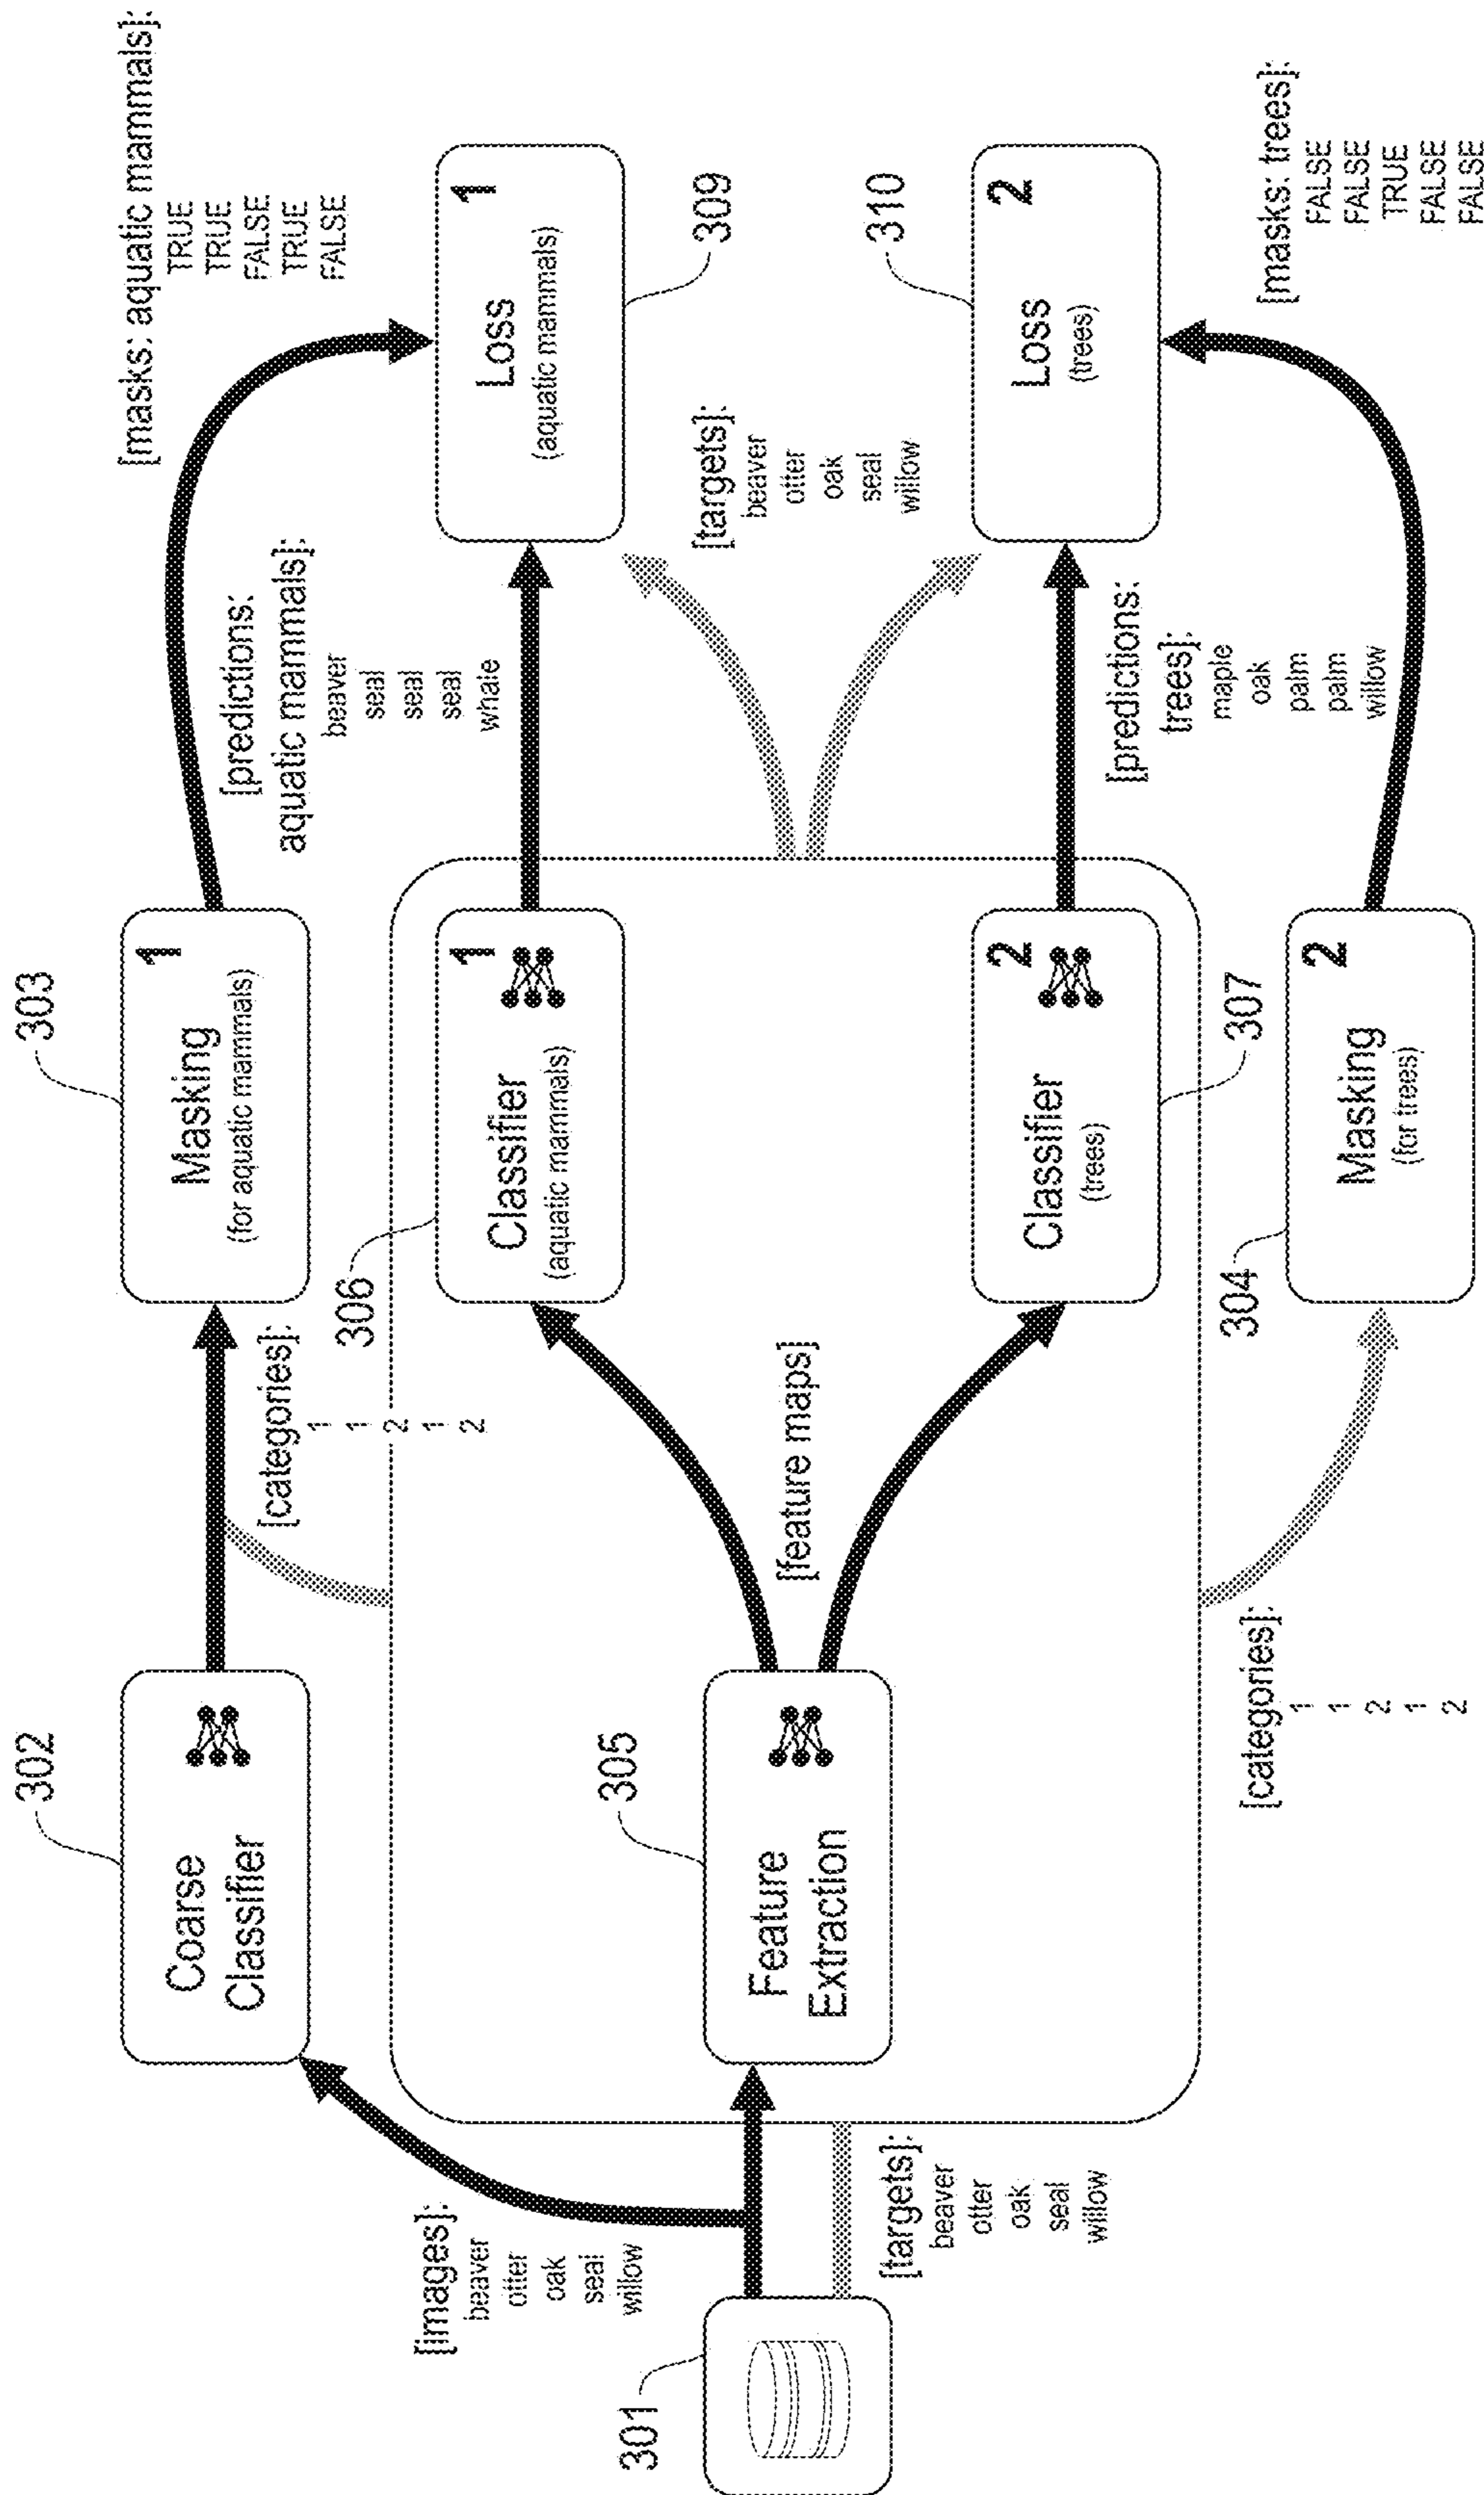 301
[images]:
beaver
otter
oak
seal
willow
[targets]:
beaver
otter
oak
seal
willow
302
Coarse
Classifier
305
Feature
Extraction
[categories]:
1
1
2
1
2
[feature maps]
[categories]:
1
1
2
1
2
303
Masking
(for aquatic mammals)
1
306
Classifier
(aquatic mammals)
1
Classifier
(trees)
2
307
304
Masking
(for trees)
2
[predictions:
aquatic mammals]:
beaver
seal
seal
seal
whale
[targets]:
beaver
otter
oak
seal
willow
[predictions:
trees]:
maple
oak
palm
palm
willow
[masks: aquatic mammals]:
TRUE
TRUE
FALSE
TRUE
FALSE
Loss
(aquatic mammals)
1
309
310
Loss
(trees)
2
[masks: trees]:
FALSE
FALSE
TRUE
FALSE
FALSE